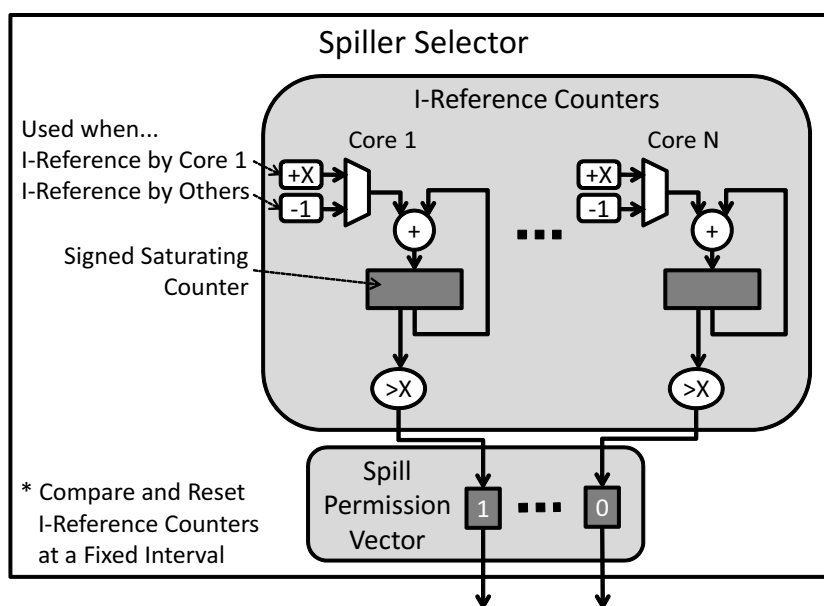 Spiller Selector
I-Reference Counters
Used when...
I-Reference by Core 1
I-Reference by Others
Core 1
Core N
+X
-1
+X
-1
+
+
Signed Saturating
Counter
>X
>X
Spill
Permission
Vector
1
0
* Compare and Reset
I-Reference Counters
at a Fixed Interval